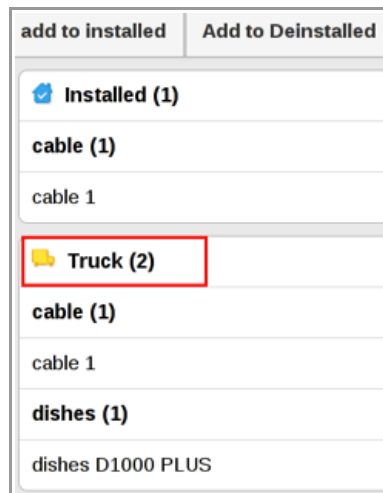 add to installed
Add to Deinstalled
Installed (1)
cable (1)
cable 1
Truck (2)
cable (1)
cable 1
dishes (1)
dishes D1000 PLUS